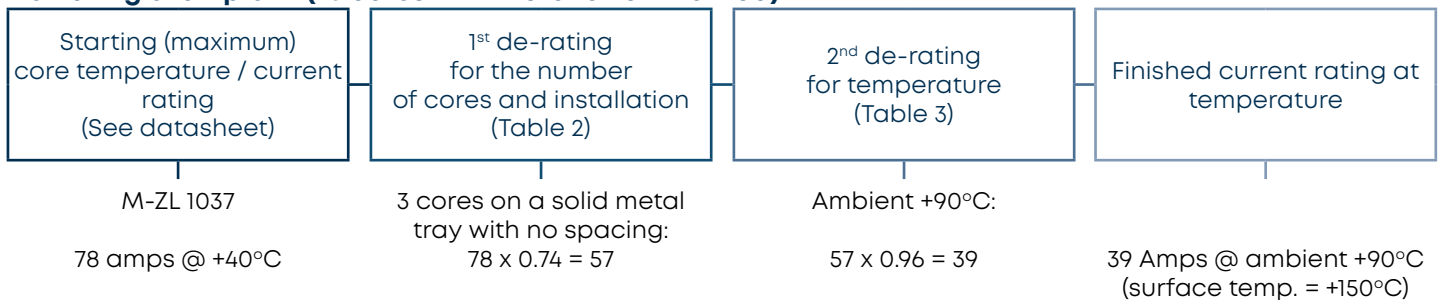 Starting (maximum)
core temperature / current
rating
(See datasheet)
1st de-rating
for the number
of cores and installation
(Table 2)
2nd de-rating
for temperature
(Table 3)
Finished current rating at
temperature
M-ZL 1037
78 amps @ +40°C
3 cores on a solid metal
tray with no spacing:
78 x 0.74 = 57
Ambient +90°C:
57 x 0.96 = 39
39 Amps @ ambient +90°C
(surface temp. = +150°C)